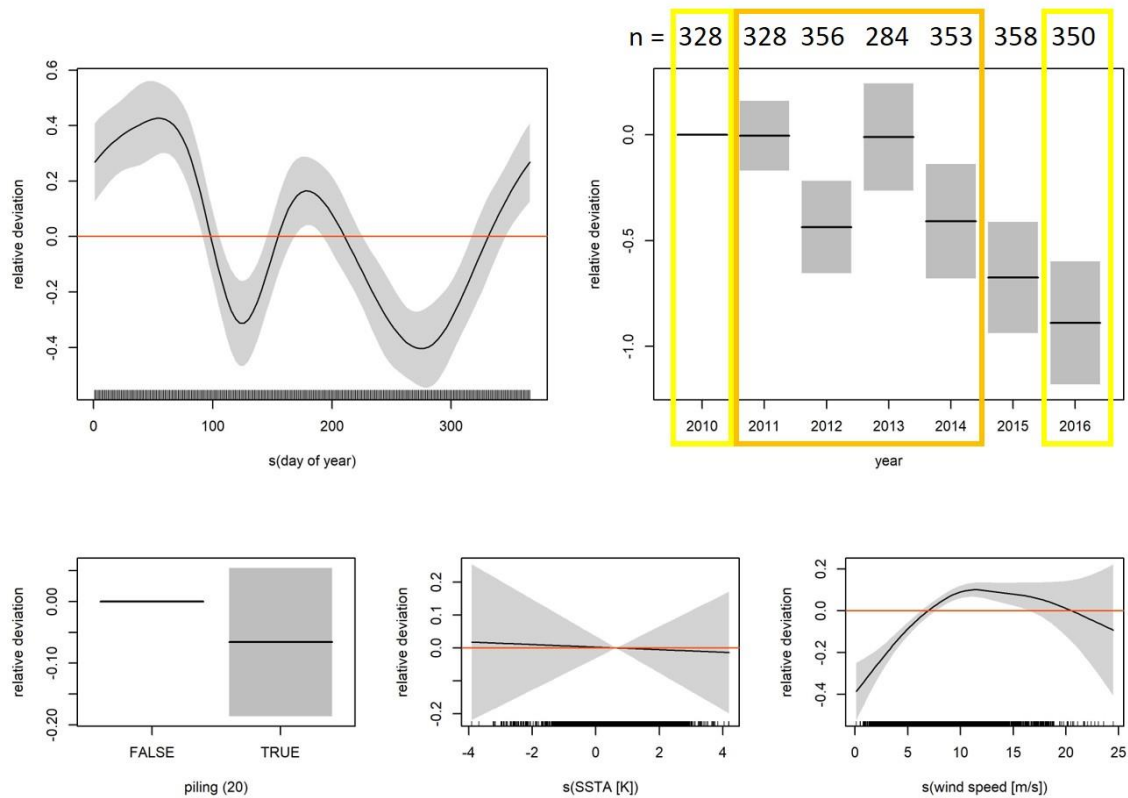 n = 328 328 356 284 353 358 350
relative deviation
0.6
0.4
0.2
0.0
-0.2
-0.4
0 100 200 300
s(day of year)
relative deviation
0.0
-0.5
-1.0
2010 2011 2012 2013 2014 2015 2016
year
relative deviation
0.00
-0.10
-0.20
FALSE TRUE
piling (20)
relative deviation
0.2
0.1
0.0
-0.2
-4 -2 0 2 4
s(SSTA [K])
relative deviation
0.2
0.0
-0.2
-0.4
0 5 10 15 20 25
s(wind speed [m/s])